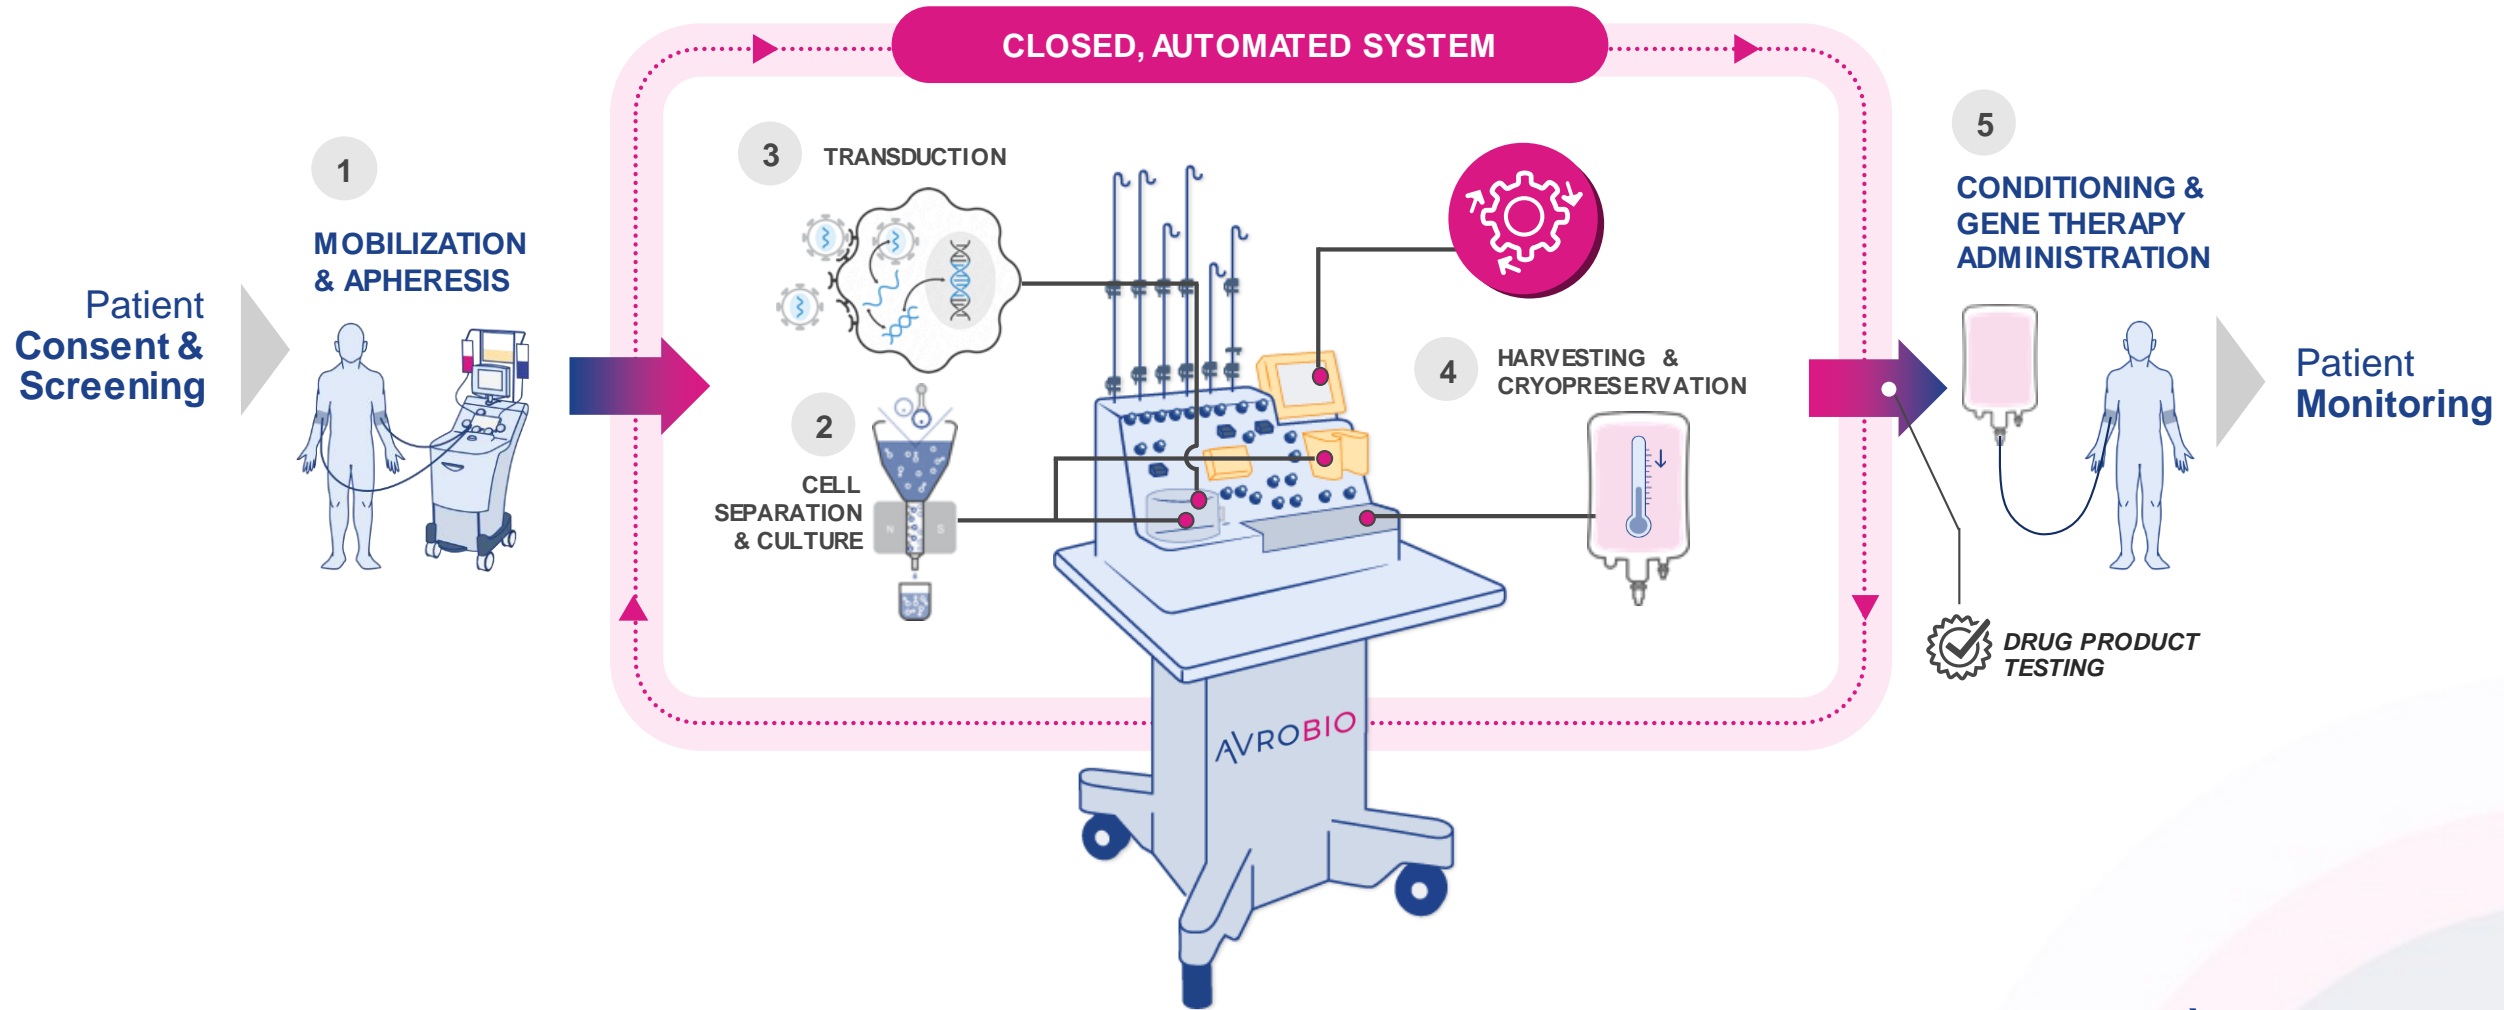 CLOSED, AUTOMATED SYSTEM
Patient
Consent &
Screening
1
MOBILIZATION
& APHERESIS
3
TRANSDUCTION
2
CELL
SEPARATION
& CULTURE
N
S
4
HARVESTING &
CRYOPRESERVATION
AVROBIO
5
CONDITIONING &
GENE THERAPY
ADMINISTRATION
DRUG PRODUCT
TESTING
Patient
Monitoring